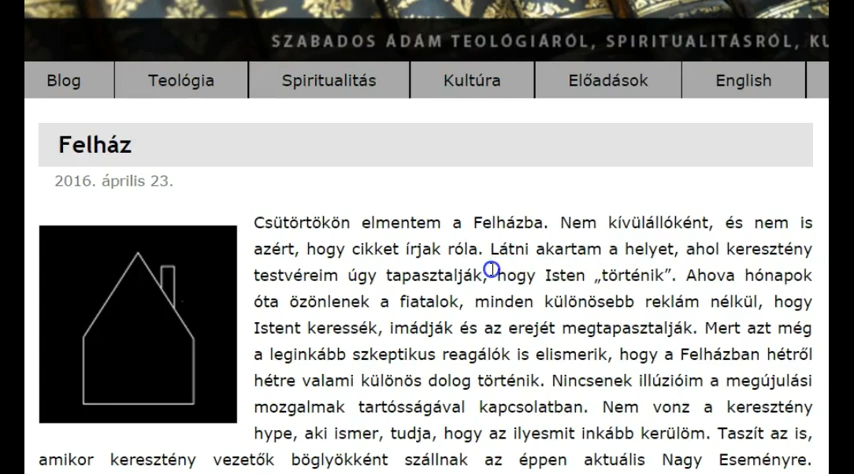 SZABADOS ÁDÁM TEOLÓGIÁRÓL, SPIRITUALITÁSRÓL,
Blog Teológia Spiritualitás Kultúra Előadások English
Felház
2016. április 23.
Csütörtökön elmentem a Felházba. Nem kívülállóként, és nem is
azért, hogy cikket írjak róla. Látni akartam a helyet, ahol keresztény
testvéreim úgy tapasztalják, hogy Isten „történik”. Ahova hónapok
óta özönlenek a fiatalok, minden különösebb reklám nélkül, hogy
Istent keressék, imádják és az erejét megtapasztalják. Mert azt még
a leginkább szkeptikus reagálók is elismerik, hogy a Felházban hétről
hétre valami különös dolog történik. Nincsenek illúzióim a megújulási
mozgalmak tartósságával kapcsolatban. Nem vonz a keresztény
hype, aki ismer, tudja, hogy az ilyesmit inkább kerülöm. Taszít az is,
amikor keresztény vezetők böglyökként szállnak az éppen aktuális Nagy Eseményre.